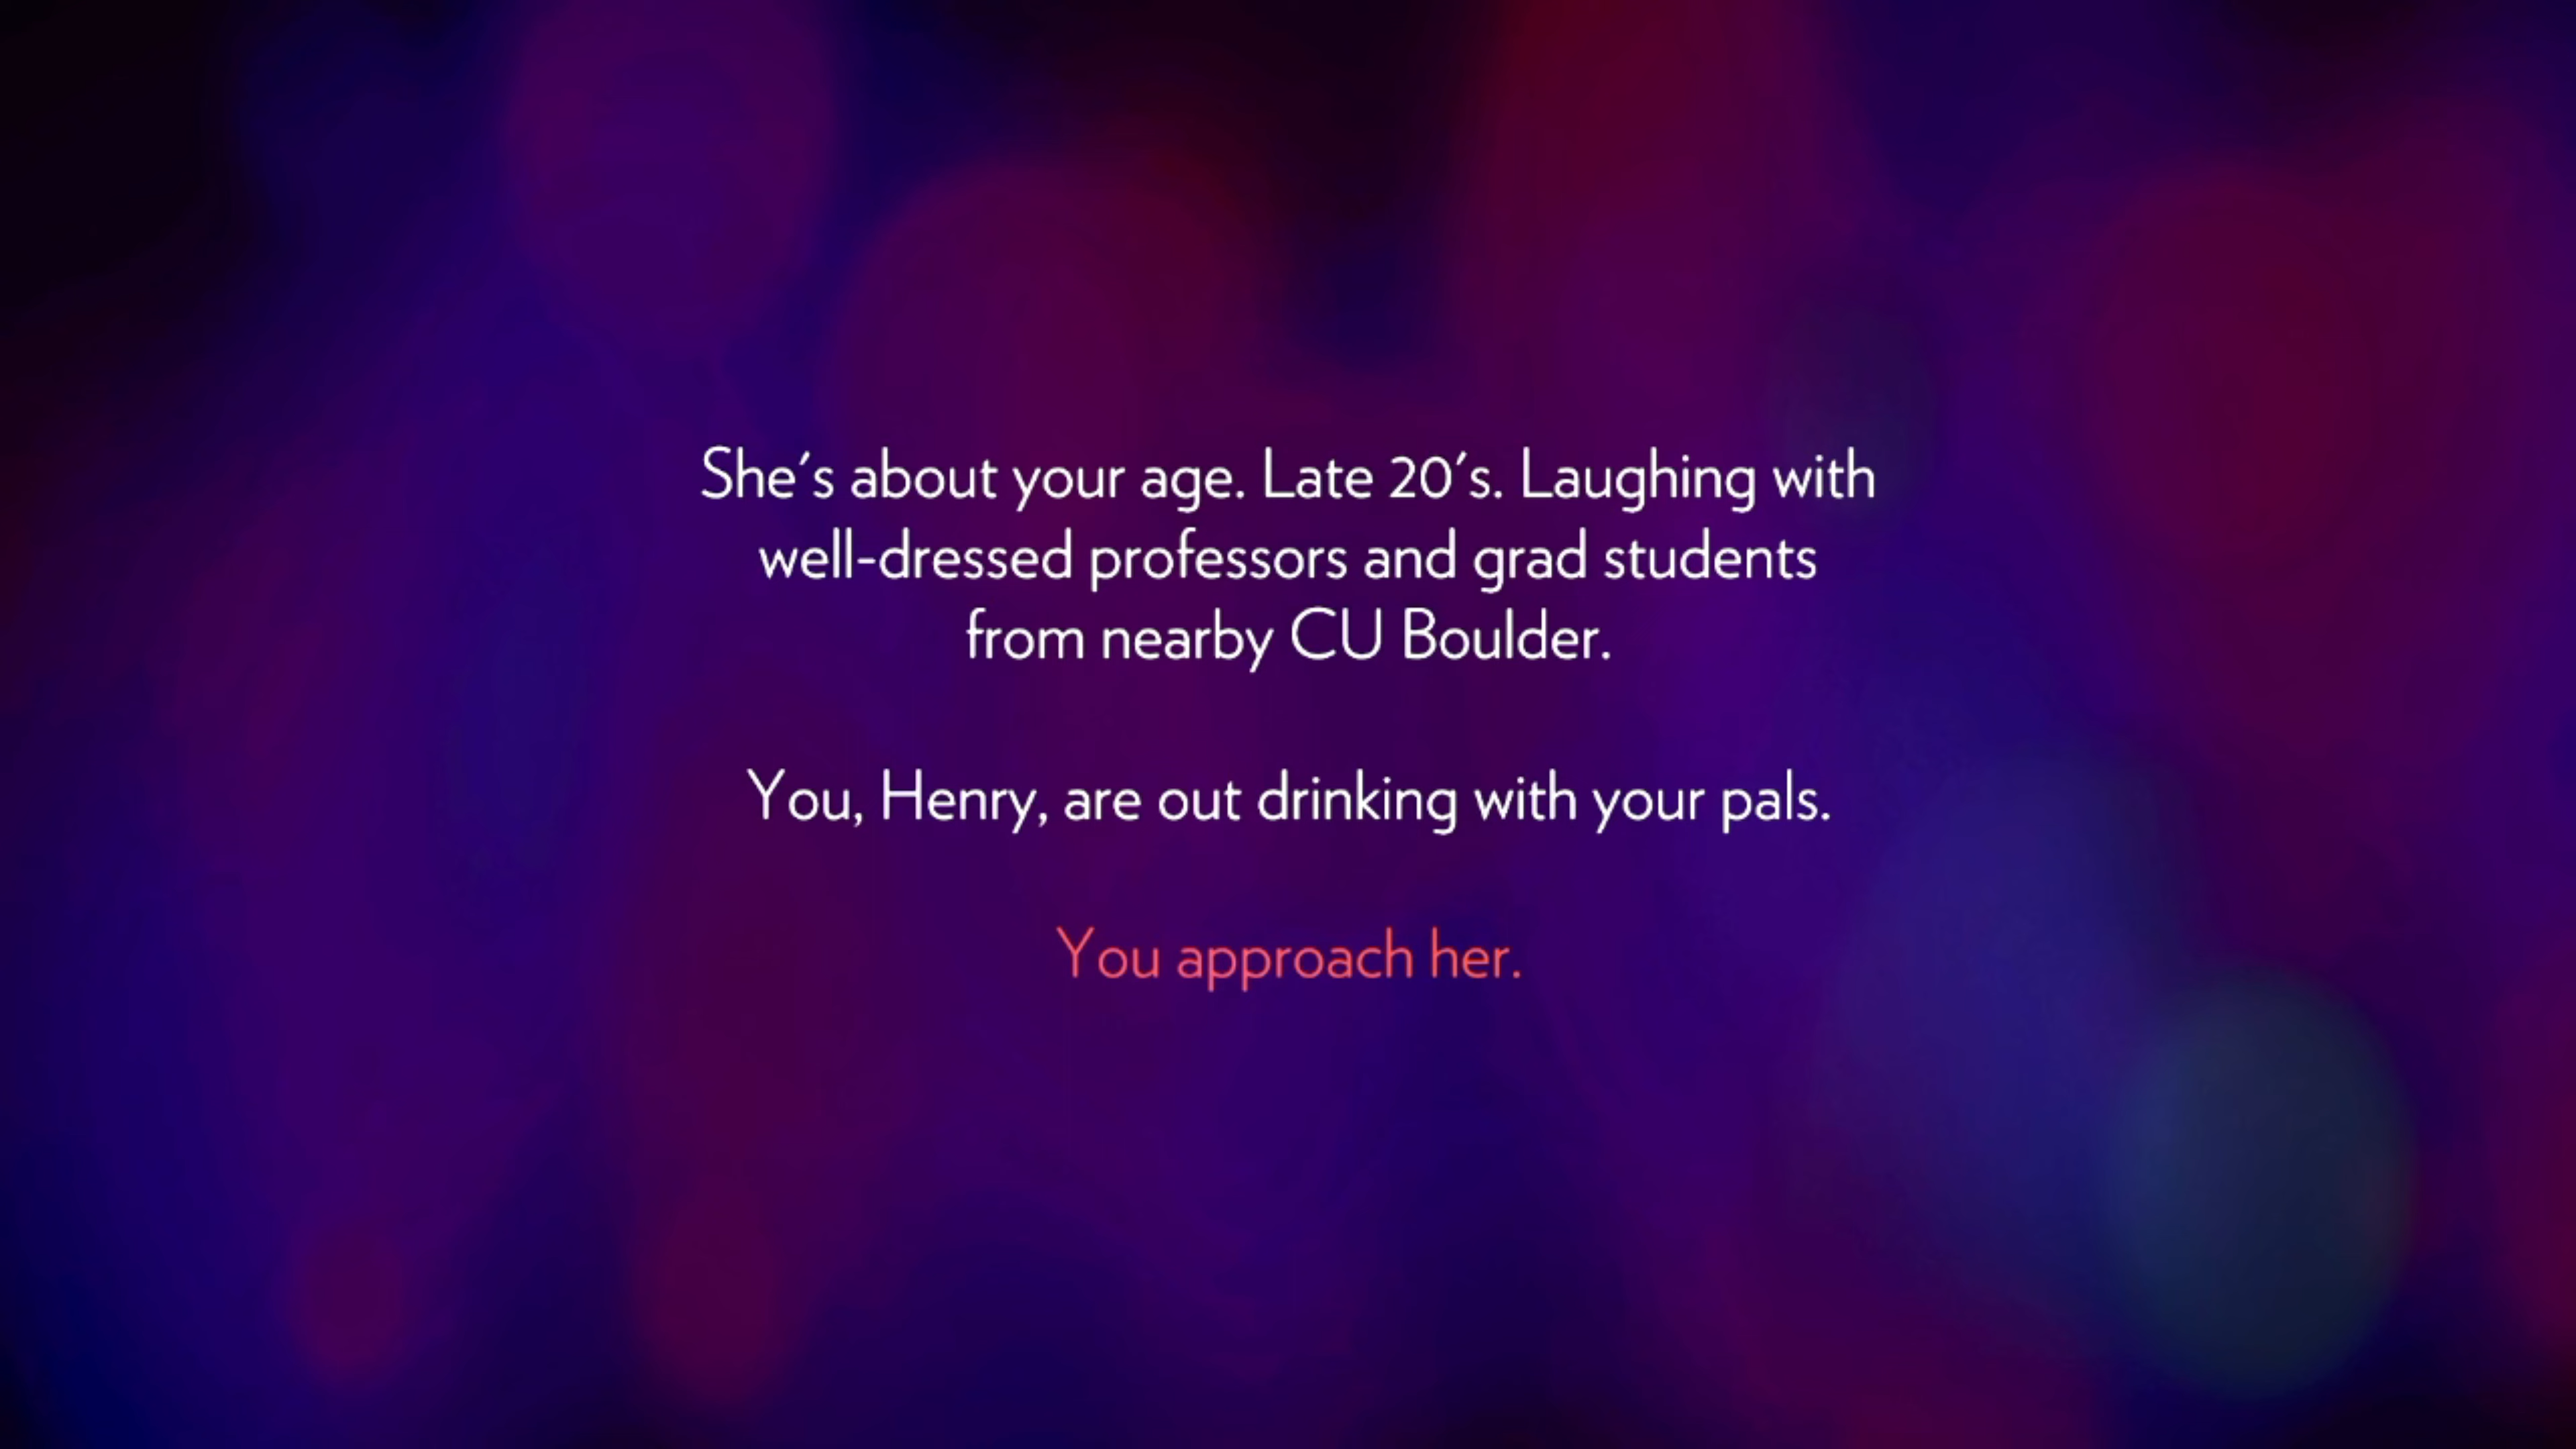 She's about your age. Late 20's. Laughing with
well-dressed professors and grad students
from nearby CU Boulder.
You, Henry, are out drinking with your pals.
You approach her.